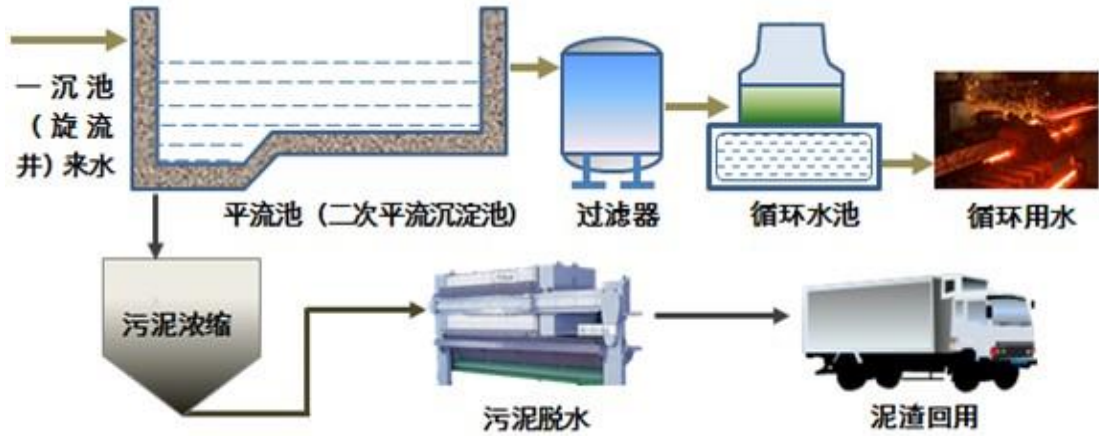 一沉池
（旋流
井）来水
平流池（二次平流沉淀池）
过滤器
循环水池
循环用水
污泥浓缩
污泥脱水
泥渣回用